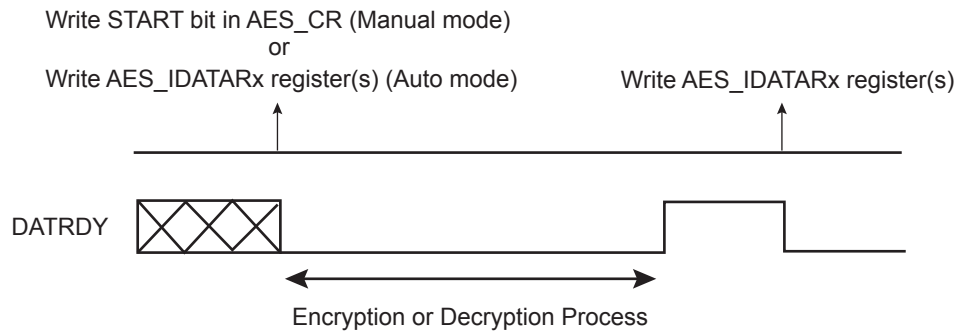 Write START bit in AES_CR (Manual mode)
or
Write AES_IDATARx register(s) (Auto mode)
Write AES_IDATARx register(s)
DATRDY
Encryption or Decryption Process